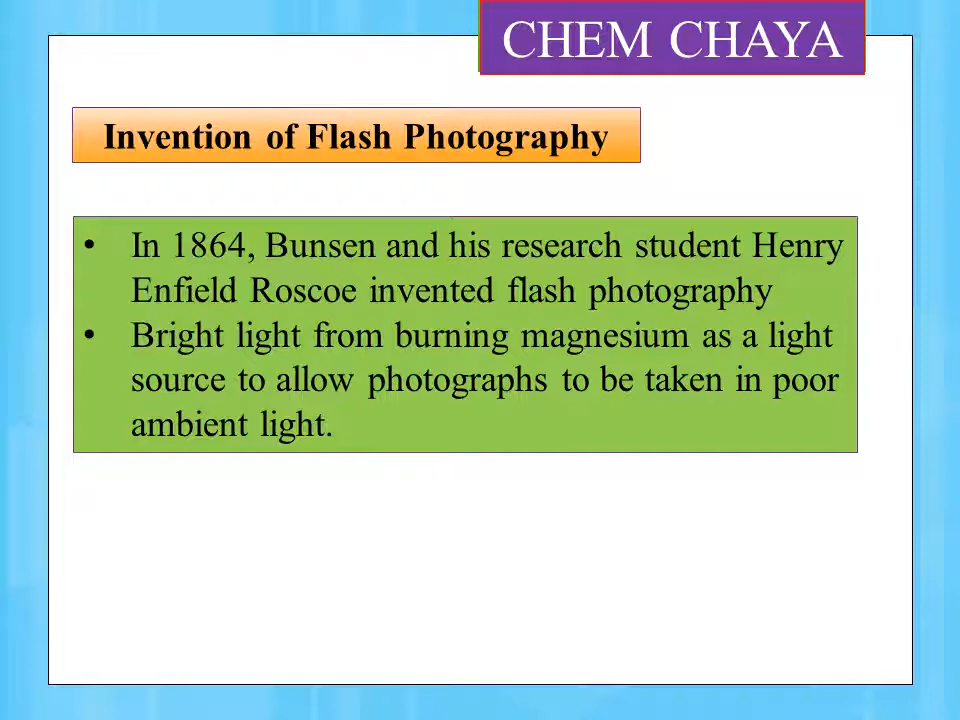 CHEM CHAYA
Invention of Flash Photography
• In 1864, Bunsen and his research student Henry
Enfield Roscoe invented flash photography
• Bright light from burning magnesium as a light
source to allow photographs to be taken in poor
ambient light.